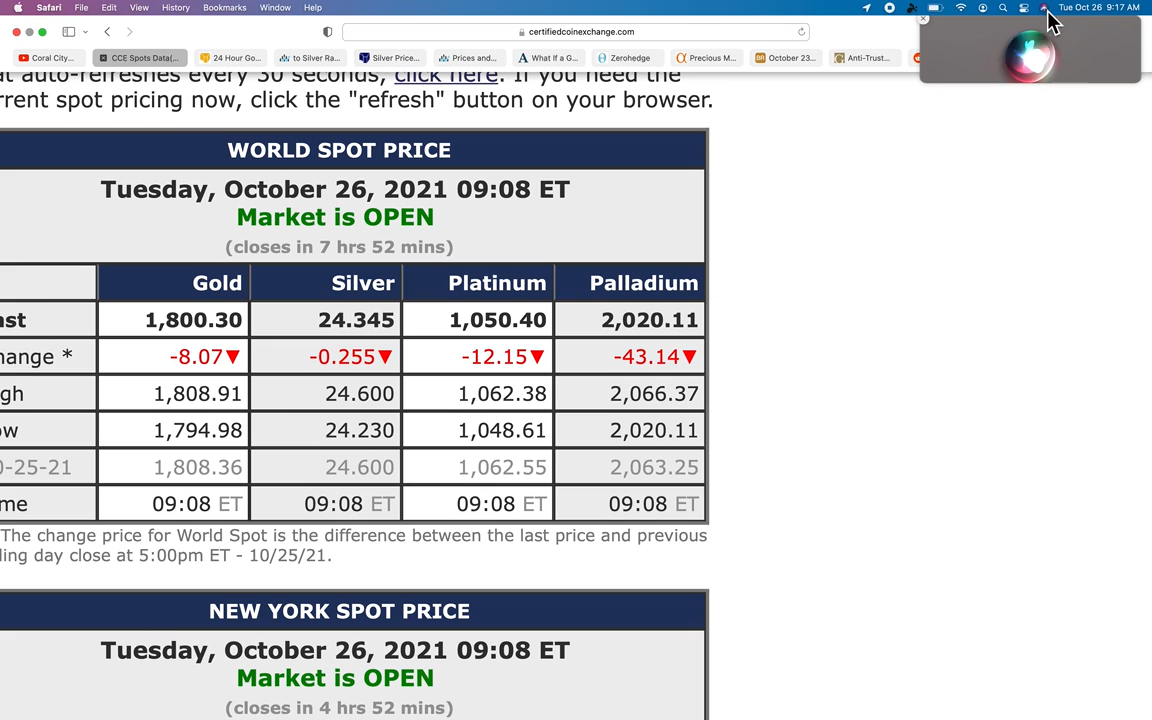 Safari File Edit View History Bookmarks Window Help Tue Oct 26 9:17 AM
certifiedcoinexchange.com
Coral City... CCE Spots Data(... 24 Hour Go... to Silver Ra... Silver Price... Prices and... What If a G... Zerohedge Precious M... October 23... Anti-Trust...
at auto-refreshes every 30 seconds, click here. If you need the
rrent spot pricing now, click the "refresh" button on your browser.
WORLD SPOT PRICE
Tuesday, October 26, 2021 09:08 ET
Market is OPEN
(closes in 7 hrs 52 mins)
Gold Silver Platinum Palladium
ast 1,800.30 24.345 1,050.40 2,020.11
hange * -8.07▼ -0.255▼ -12.15▼ -43.14▼
gh 1,808.91 24.600 1,062.38 2,066.37
ow 1,794.98 24.230 1,048.61 2,020.11
0-25-21 1,808.36 24.600 1,062.55 2,063.25
me 09:08 ET 09:08 ET 09:08 ET 09:08 ET
The change price for World Spot is the difference between the last price and previous
ding day close at 5:00pm ET - 10/25/21.
NEW YORK SPOT PRICE
Tuesday, October 26, 2021 09:08 ET
Market is OPEN
(closes in 4 hrs 52 mins)